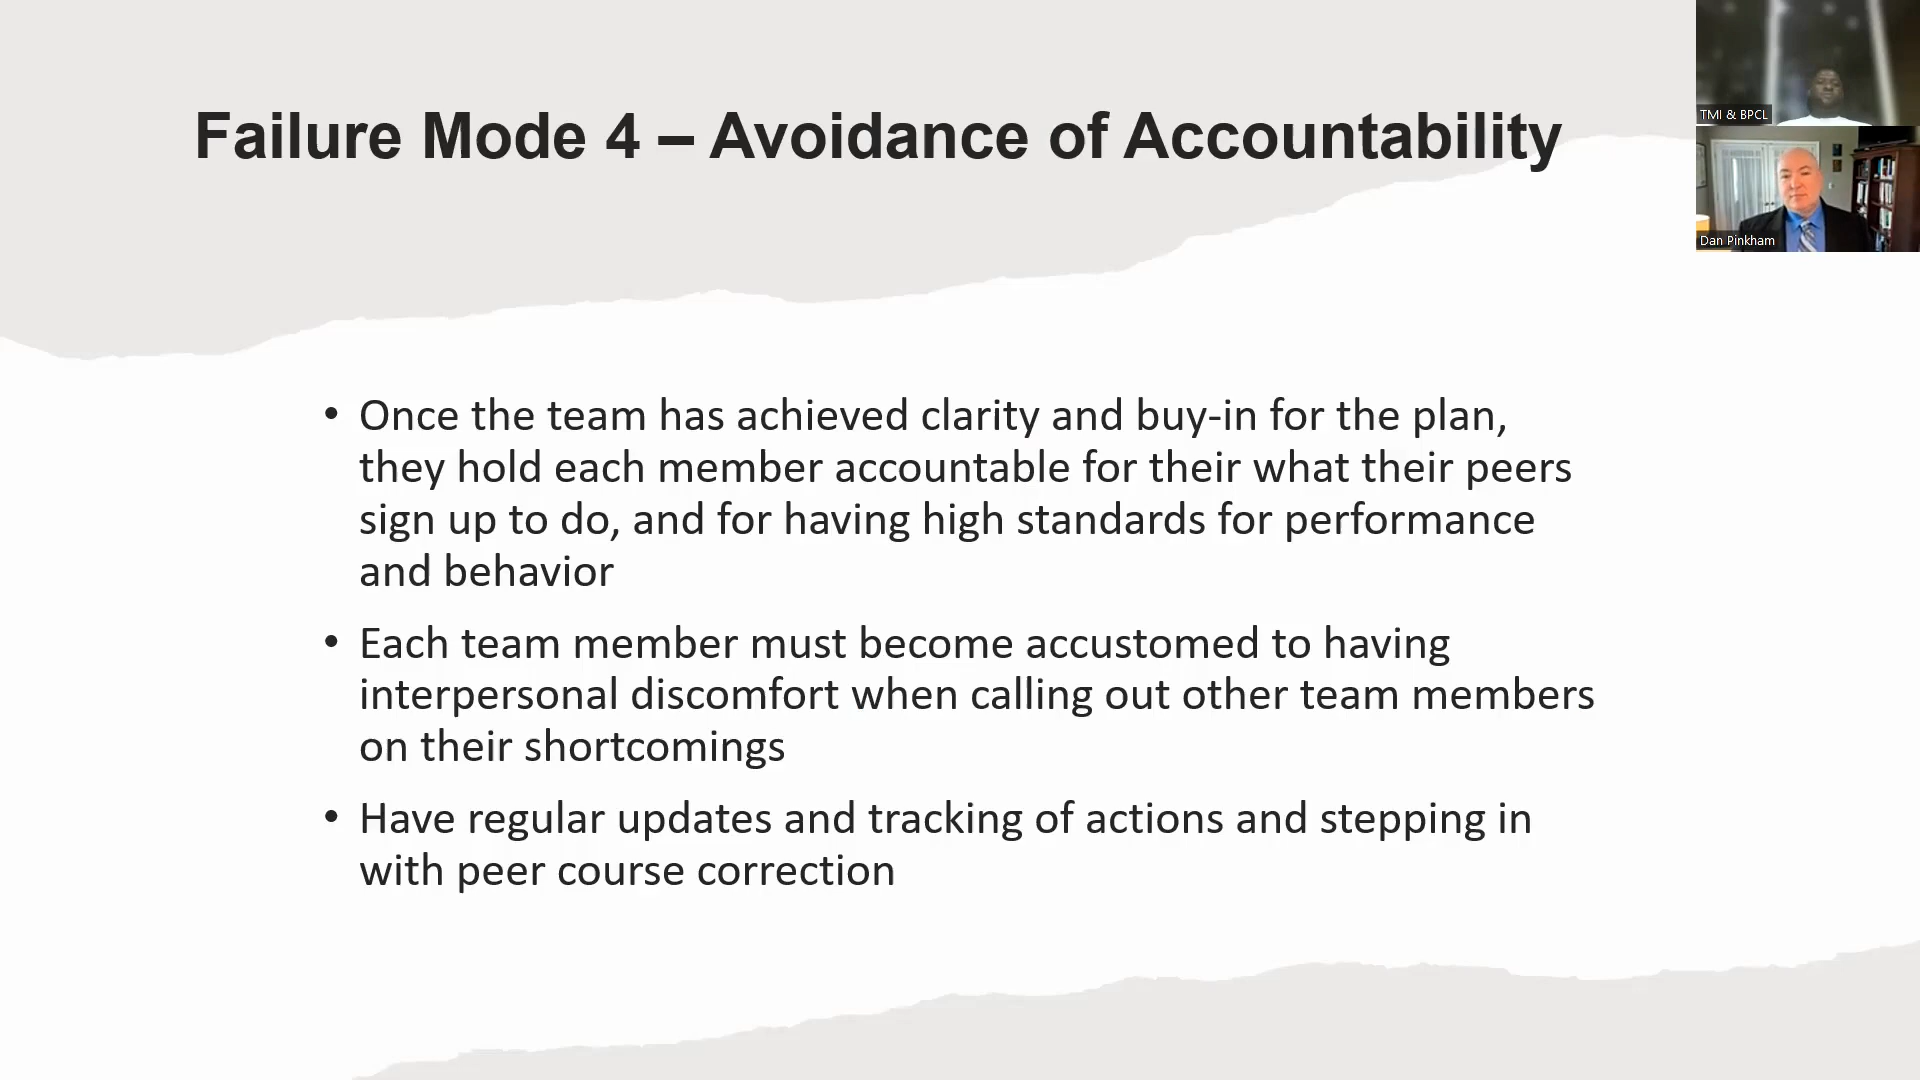 Failure Mode 4 – Avoidance of Accountability
TMI & BPCL
Dan Pinkham
• Once the team has achieved clarity and buy-in for the plan,
they hold each member accountable for their what their peers
sign up to do, and for having high standards for performance
and behavior
• Each team member must become accustomed to having
interpersonal discomfort when calling out other team members
on their shortcomings
• Have regular updates and tracking of actions and stepping in
with peer course correction